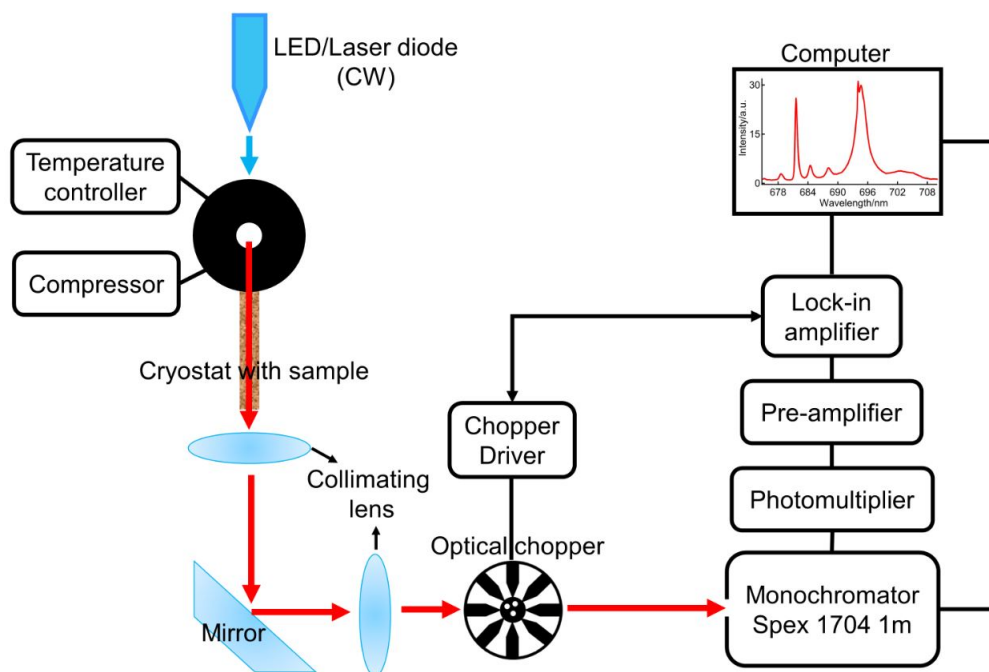 LED/Laser diode
(CW)
Temperature
controller
Compressor
Cryostat with sample
Collimating
lens
Mirror
Optical chopper
Chopper
Driver
Computer
Intensity/a.u.
30
15
0
678 684 690 696 702 708
Wavelength/nm
Lock-in
amplifier
Pre-amplifier
Photomultiplier
Monochromator
Spex 1704 1m